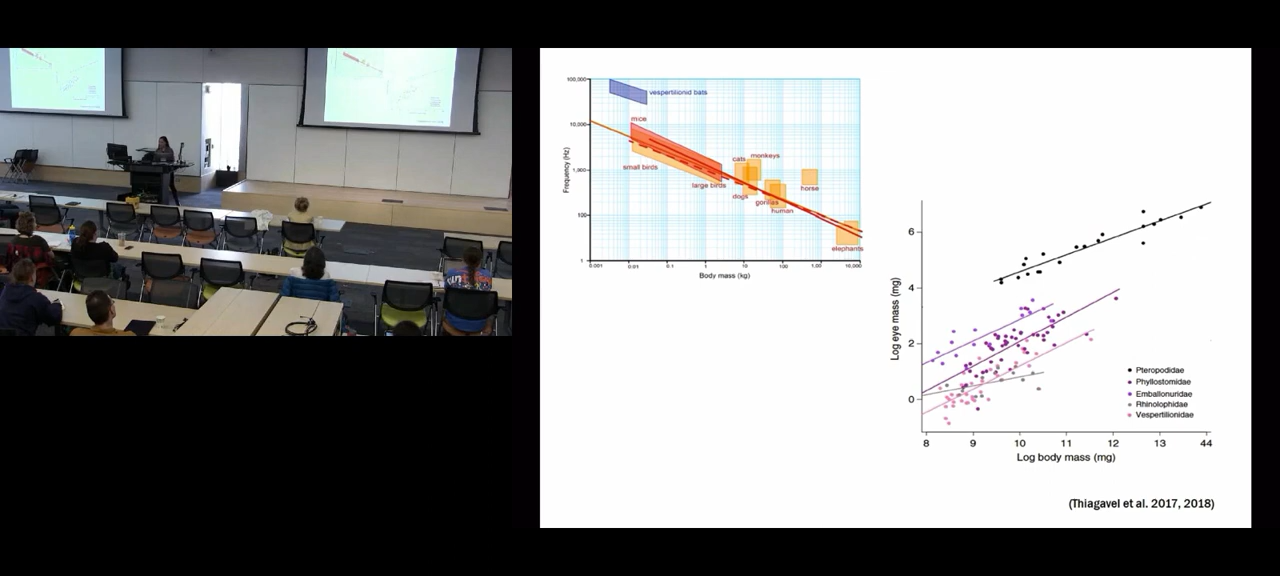 100,000
10,000
1,000
100
1
Frequency (Hz)
vespertilionid bats
mice
small birds
large birds
cats
monkeys
dogs
gorillas
human
horse
elephants
0.001
0.01
0.1
1
10
100
1,000
10,000
Body mass (kg)
6
4
2
0
Log eye mass (mg)
8
9
10
11
12
13
44
Log body mass (mg)
Pteropodidae
Phyllostomidae
Emballonuridae
Rhinolophidae
Vespertilionidae
(Thiagavel et al. 2017, 2018)